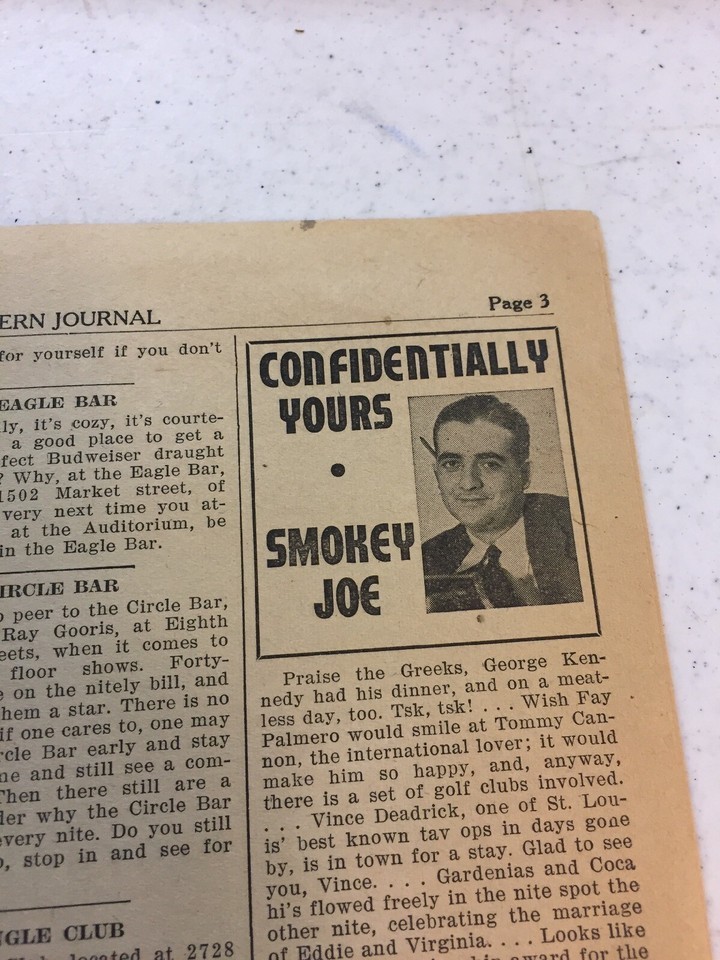 ERN JOURNAL
Page 3
for yourself if you don't
EAGLE BAR
ly, it's cozy, it's courte-
a good place to get a
fect Budweiser draught
? Why, at the Eagle Bar,
1502 Market street, of
very next time you at-
at the Auditorium, be
in the Eagle Bar.
IRCLE BAR
o peer to the Circle Bar,
Ray Gooris, at Eighth
eets, when it comes to
floor shows. Forty-
e on the nitely bill, and
hem a star. There is no
if one cares to, one may
rcle Bar early and stay
ne and still see a com-
Then there still are a
der why the Circle Bar
every nite. Do you still
o, stop in and see for
NGLE CLUB
located at 2728
CONFIDENTIALLY
YOURS
•
SMOKEY
JOE
Praise the Greeks, George Ken-
nedy had his dinner, and on a meat-
less day, too. Tsk, tsk! . . . Wish Fay
Palmero would smile at Tommy Can-
non, the international lover; it would
make him so happy, and, anyway,
there is a set of golf clubs involved.
. . . Vince Deadrick, one of St. Lou-
is' best known tav ops in days gone
by, is in town for a stay. Glad to see
you, Vince. . . . Gardenias and Coca
hi's flowed freely in the nite spot the
other nite, celebrating the marriage
of Eddie and Virginia. . . . Looks like
award for the